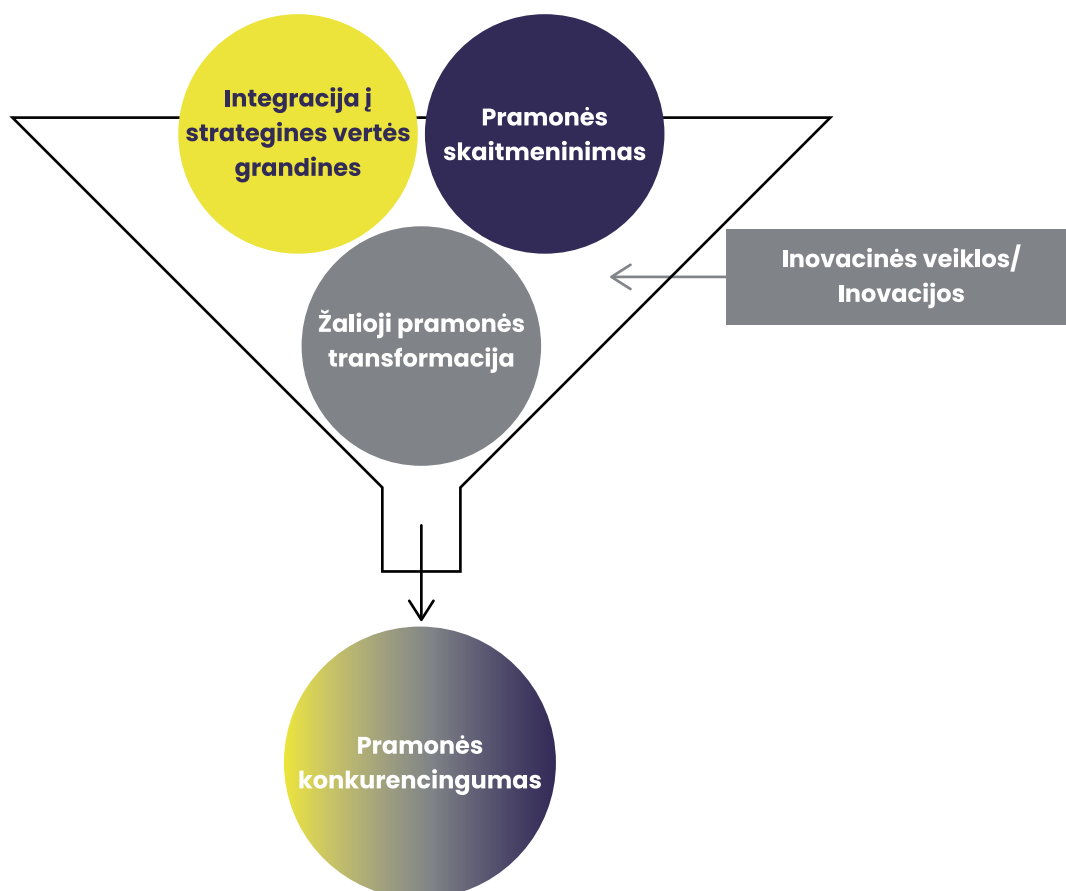 Integracija į
strategines vertės
grandines
Pramonės
skaitmeninimas
Inovacinės veiklos/
Inovacijos
Žalioji pramonės
transformacija
Pramonės
konkurencingumas